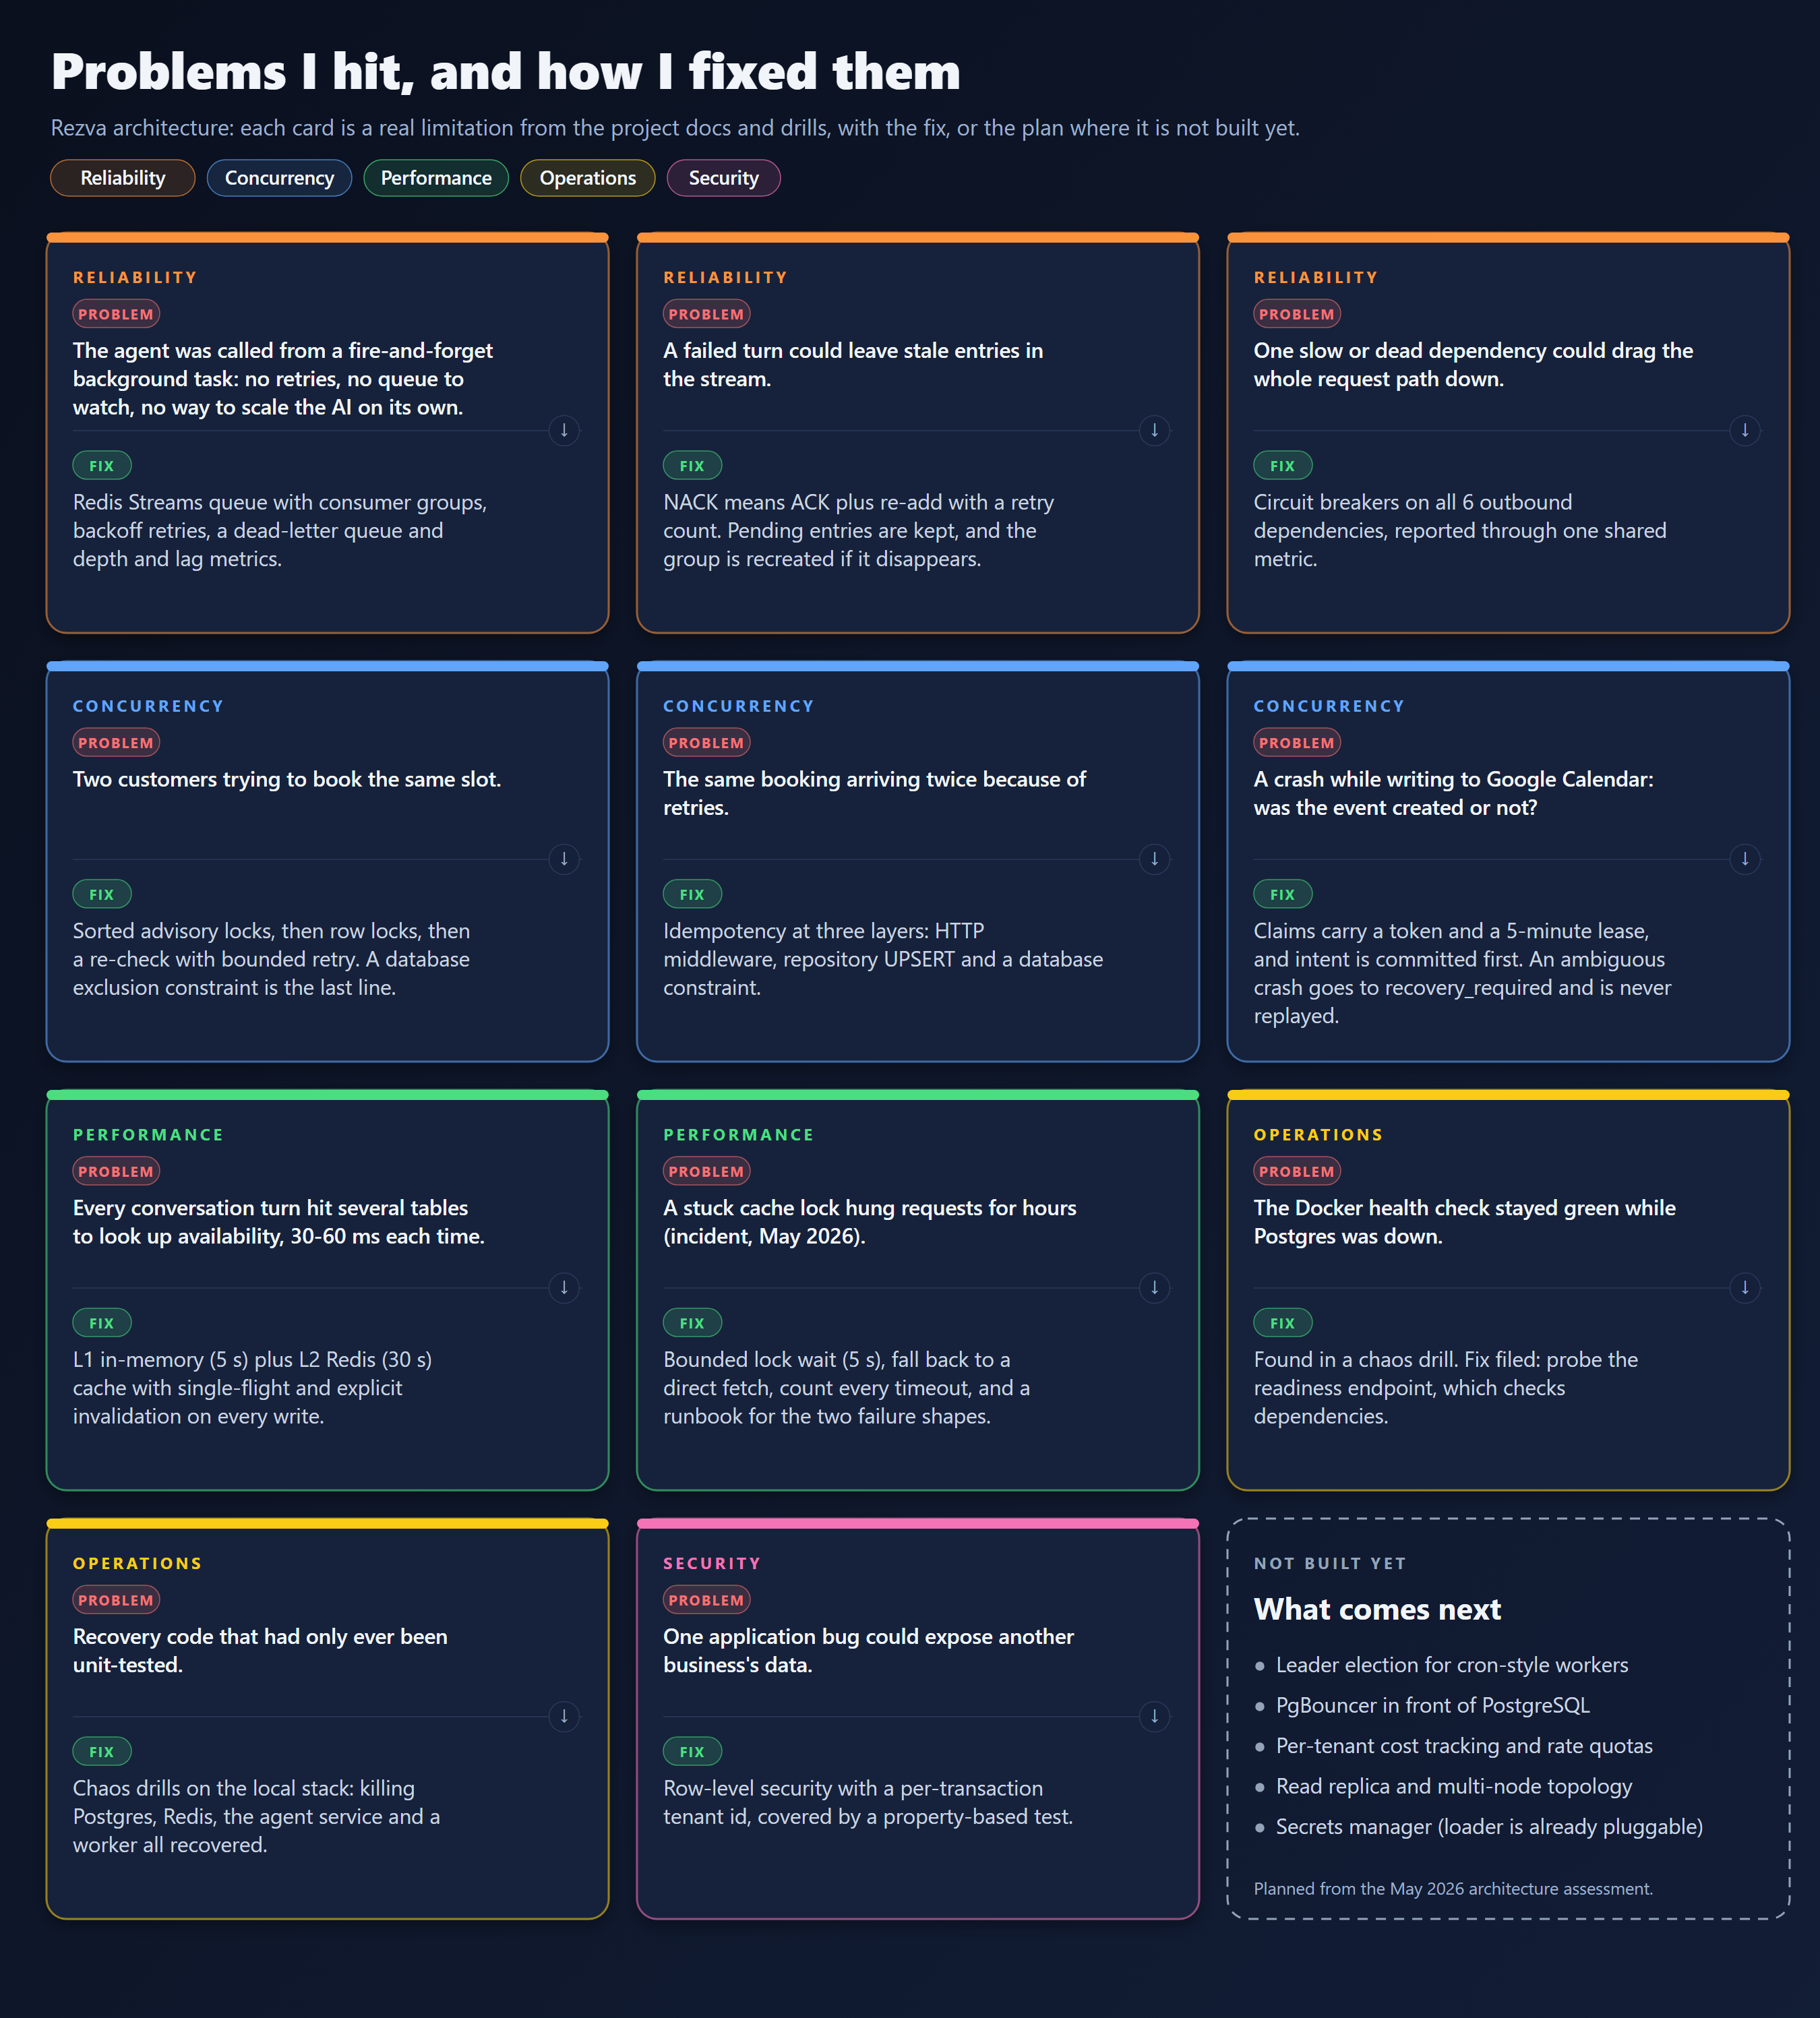 Problems I hit, and how I fixed them
Rezva architecture: each card is a real limitation from the project docs and drills, with the fix, or the plan where it is not built yet.
Reliability
Concurrency
Performance
Operations
Security
RELIABILITY
PROBLEM
The agent was called from a fire-and-forget
background task: no retries, no queue to
watch, no way to scale the AI on its own.
↓
FIX
Redis Streams queue with consumer groups,
backoff retries, a dead-letter queue and
depth and lag metrics.
RELIABILITY
PROBLEM
A failed turn could leave stale entries in
the stream.
↓
FIX
NACK means ACK plus re-add with a retry
count. Pending entries are kept, and the
group is recreated if it disappears.
RELIABILITY
PROBLEM
One slow or dead dependency could drag the
whole request path down.
↓
FIX
Circuit breakers on all 6 outbound
dependencies, reported through one shared
metric.
CONCURRENCY
PROBLEM
Two customers trying to book the same slot.
↓
FIX
Sorted advisory locks, then row locks, then
a re-check with bounded retry. A database
exclusion constraint is the last line.
CONCURRENCY
PROBLEM
The same booking arriving twice because of
retries.
↓
FIX
Idempotency at three layers: HTTP
middleware, repository UPSERT and a database
constraint.
CONCURRENCY
PROBLEM
A crash while writing to Google Calendar:
was the event created or not?
↓
FIX
Claims carry a token and a 5-minute lease,
and intent is committed first. An ambiguous
crash goes to recovery_required and is never
replayed.
PERFORMANCE
PROBLEM
Every conversation turn hit several tables
to look up availability, 30-60 ms each time.
↓
FIX
L1 in-memory (5 s) plus L2 Redis (30 s)
cache with single-flight and explicit
invalidation on every write.
PERFORMANCE
PROBLEM
A stuck cache lock hung requests for hours
(incident, May 2026).
↓
FIX
Bounded lock wait (5 s), fall back to a
direct fetch, count every timeout, and a
runbook for the two failure shapes.
OPERATIONS
PROBLEM
The Docker health check stayed green while
Postgres was down.
↓
FIX
Found in a chaos drill. Fix filed: probe the
readiness endpoint, which checks
dependencies.
OPERATIONS
PROBLEM
Recovery code that had only ever been
unit-tested.
↓
FIX
Chaos drills on the local stack: killing
Postgres, Redis, the agent service and a
worker all recovered.
SECURITY
PROBLEM
One application bug could expose another
business's data.
↓
FIX
Row-level security with a per-transaction
tenant id, covered by a property-based test.
NOT BUILT YET
What comes next
● Leader election for cron-style workers
● PgBouncer in front of PostgreSQL
● Per-tenant cost tracking and rate quotas
● Read replica and multi-node topology
● Secrets manager (loader is already pluggable)
Planned from the May 2026 architecture assessment.